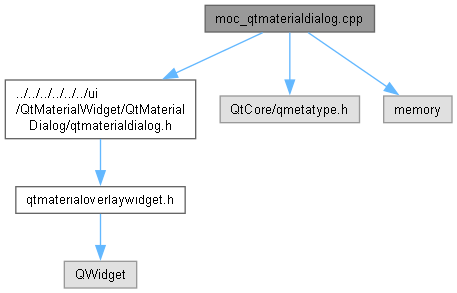 moc_qtmaterialdialog.cpp
../../../../../../ui
/QtMaterialWidget/QtMaterial
Dialog/qtmaterialdialog.h
QtCore/qmetatype.h
memory
qtmaterialoverlaywidget.h
QWidget